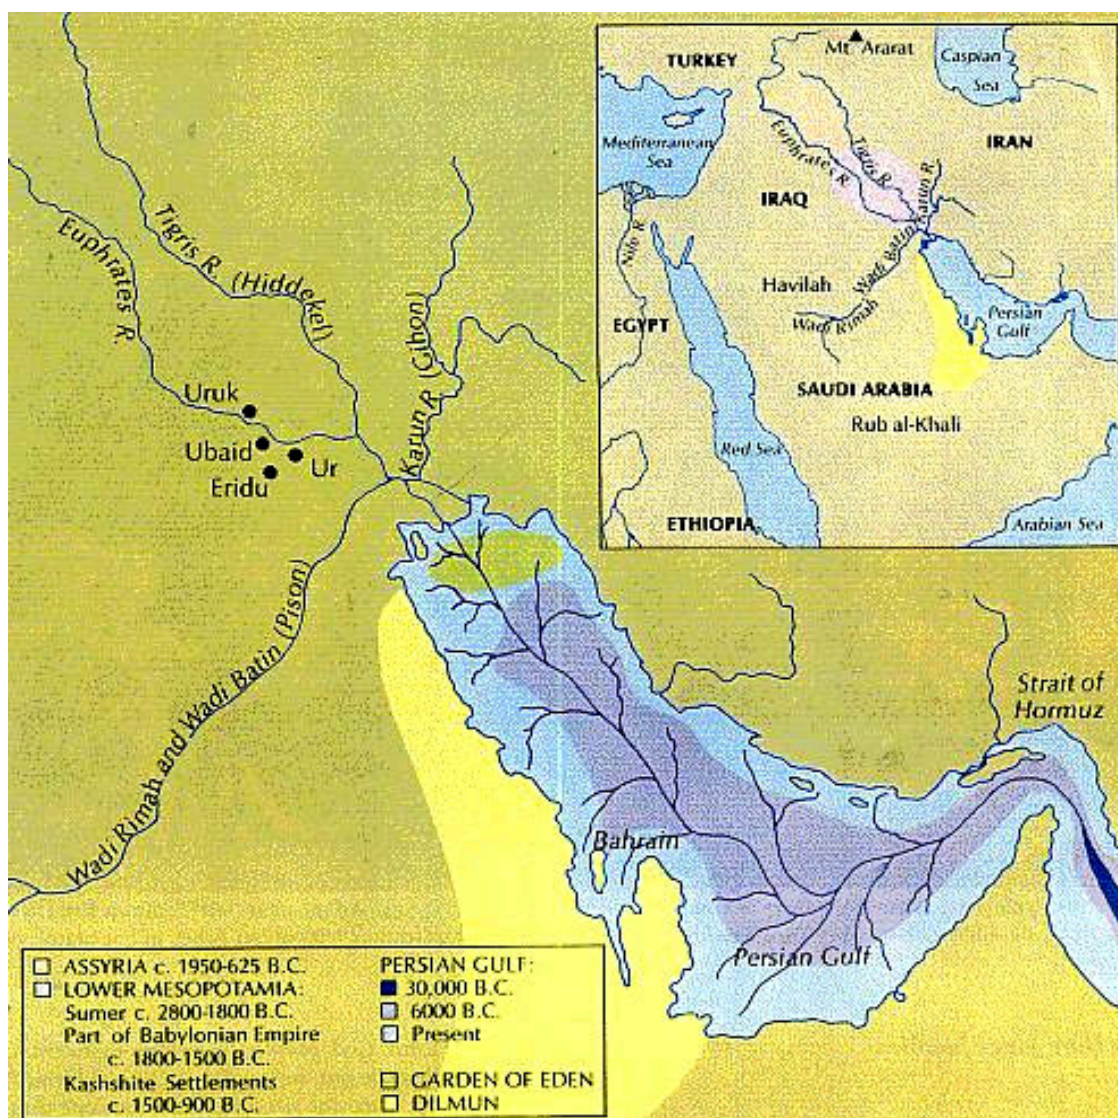 TURKEY
Mt Ararat
Caspian
Sea
IRAN
Mediterranean
Sea
Euphrates R.
Tigris R.
Karun R.
IRAQ
Nile R.
Wadi Batin
Havilah
Wadi Rimah
EGYPT
Persian
Gulf
SAUDI ARABIA
Rub al-Khali
Red Sea
ETHIOPIA
Arabian Sea
Tigris R. (Hiddekel)
Euphrates R.
Karun R. (Gihon)
Uruk
Ubaid
Ur
Eridu
Wadi Rimah and Wadi Batin (Pison)
Strait of
Hormuz
Bahrain
Persian Gulf
ASSYRIA c. 1950-625 B.C.
LOWER MESOPOTAMIA:
Sumer c. 2800-1800 B.C.
Part of Babylonian Empire
c. 1800-1500 B.C.
Kashshite Settlements
c. 1500-900 B.C.
PERSIAN GULF:
30,000 B.C.
6000 B.C.
Present
GARDEN OF EDEN
DILMUN